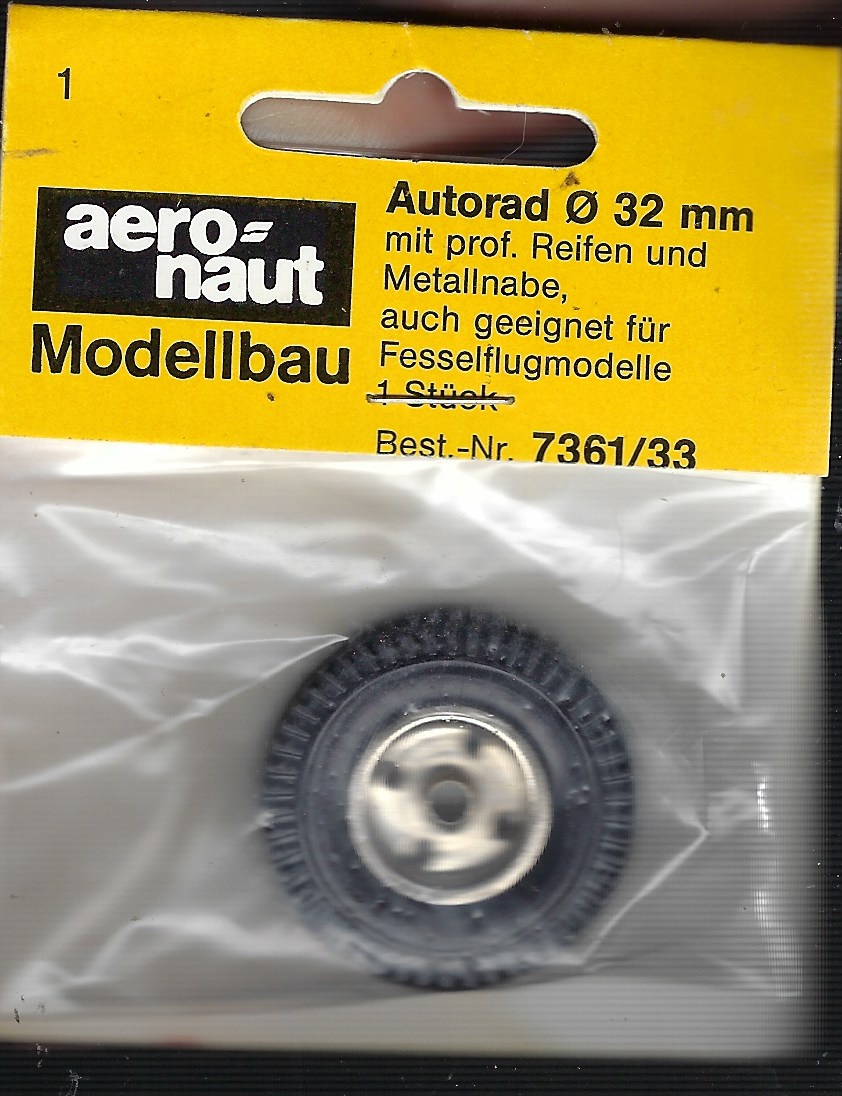 1
aero=
naut
Modellbau
Autorad Ø 32 mm
mit prof. Reifen und
Metallnabe,
auch geeignet für
Fesselflugmodelle
1 Stück
Best.-Nr. 7361/33